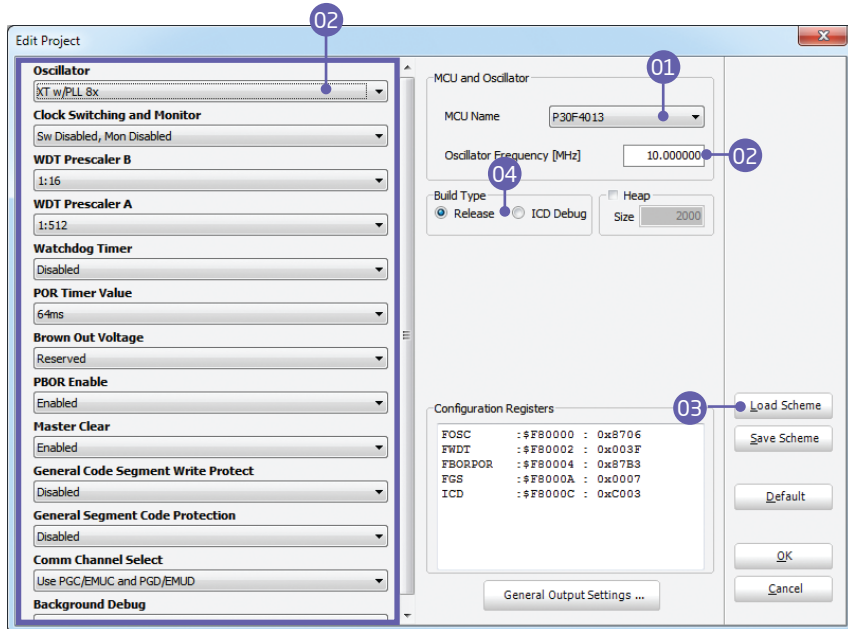 02
Edit Project
Oscillator
XT w/PLL 8x
Clock Switching and Monitor
Sw Disabled, Mon Disabled
WDT Prescaler B
1:16
WDT Prescaler A
1:512
Watchdog Timer
Disabled
POR Timer Value
64ms
Brown Out Voltage
Reserved
PBOR Enable
Enabled
Master Clear
Enabled
General Code Segment Write Protect
Disabled
General Segment Code Protection
Disabled
Comm Channel Select
Use PGC/EMUC and PGD/EMUD
Background Debug
01
MCU and Oscillator
MCU Name P30F4013
Oscillator Frequency [MHz] 10.000000 02
04
Build Type
Release ICD Debug
Heap
Size 2000
Configuration Registers
FOSC :$F80000 : 0x8706
FWDT :$F80002 : 0x003F
FBORPOR :$F80004 : 0x87B3
FGS :$F8000A : 0x0007
ICD :$F8000C : 0xC003
General Output Settings ...
03
Load Scheme
Save Scheme
Default
OK
Cancel